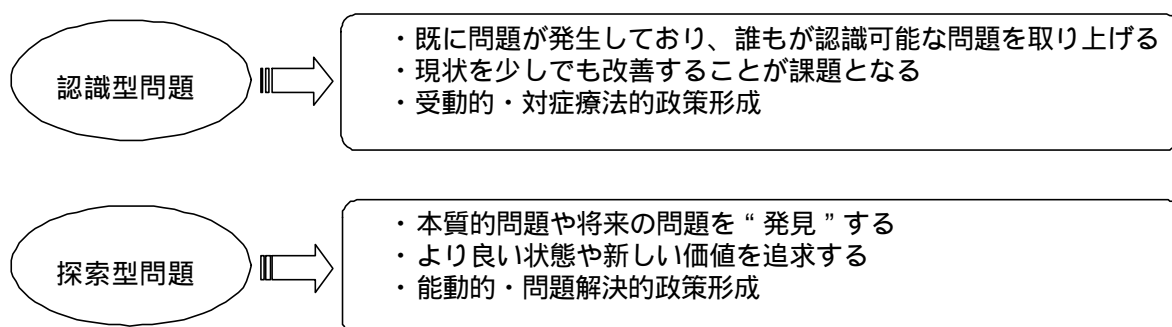 認識型問題
・既に問題が発生しており、誰もが認識可能な問題を取り上げる
・現状を少しでも改善することが課題となる
・受動的・対症療法的政策形成
探索型問題
・本質的問題や将来の問題を“発見”する
・より良い状態や新しい価値を追求する
・能動的・問題解決的政策形成